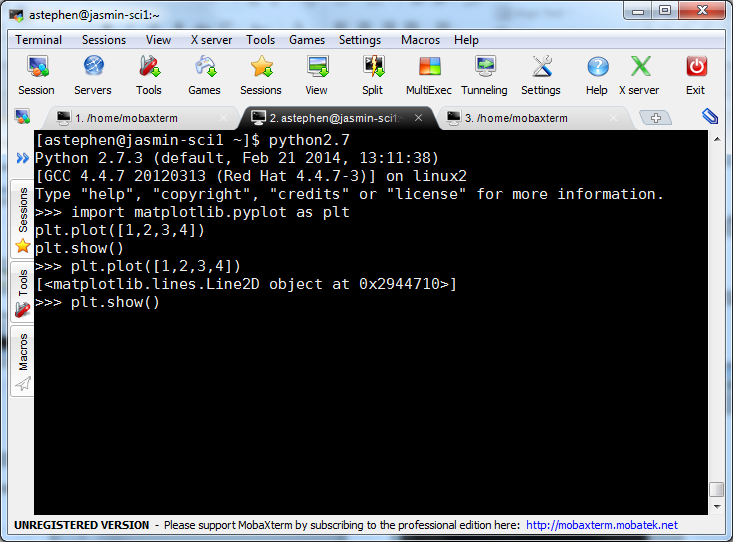 astephen@jasmin-sci1:~
Terminal Sessions View X server Tools Games Settings Macros Help
Session Servers Tools Games Sessions View Split MultiExec Tunneling Settings Help X server Exit
1. /home/mobaxterm 2. astephen@jasmin-sci1: 3. /home/mobaxterm
Sessions
Tools
Macros
[astephen@jasmin-sci1 ~]$ python2.7
Python 2.7.3 (default, Feb 21 2014, 13:11:38)
[GCC 4.4.7 20120313 (Red Hat 4.4.7-3)] on linux2
Type "help", "copyright", "credits" or "license" for more information.
>>> import matplotlib.pyplot as plt
plt.plot([1,2,3,4])
plt.show()
>>> plt.plot([1,2,3,4])
[<matplotlib.lines.Line2D object at 0x2944710>]
>>> plt.show()
UNREGISTERED VERSION - Please support MobaXterm by subscribing to the professional edition here: http://mobaxterm.mobatek.net